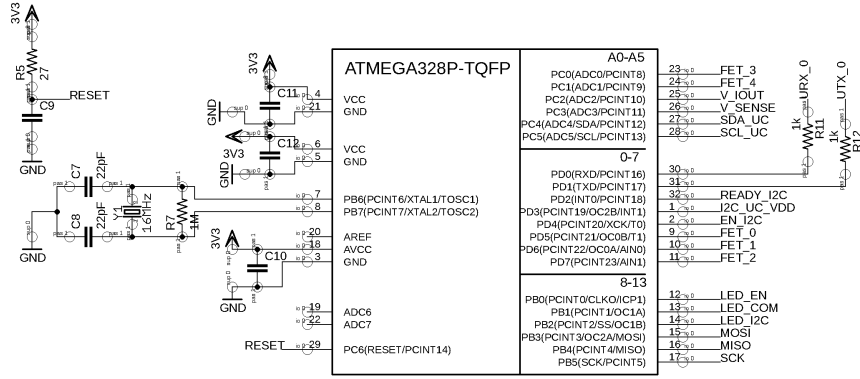 3V3
R5
27
C9
RESET
GND
C7
22pF
C8
22pF
Y1
16MHz
R7
1M
GND
3V3
C11
GND
C12
3V3
GND
3V3
C10
GND
RESET
ATMEGA328P-TQFP
4 VCC
21 GND
6 VCC
5 GND
7 PB6(PCINT6/XTAL1/TOSC1)
8 PB7(PCINT7/XTAL2/TOSC2)
20 AREF
18 AVCC
3 GND
19 ADC6
22 ADC7
29 PC6(RESET/PCINT14)
A0-A5
PC0(ADC0/PCINT8) 23 FET_3
PC1(ADC1/PCINT9) 24 FET_4
PC2(ADC2/PCINT10) 25 V_IOUT
PC3(ADC3/PCINT11) 26 V_SENSE
PC4(ADC4/SDA/PCINT12) 27 SDA_UC
PC5(ADC5/SCL/PCINT13) 28 SCL_UC
0-7
PD0(RXD/PCINT16) 30
PD1(TXD/PCINT17) 31
PD2(INT0/PCINT18) 32 READY_I2C
PD3(PCINT19/OC2B/INT1) 1 I2C_UC_VDD
PD4(PCINT20/XCK/T0) 2 EN_I2C
PD5(PCINT21/OC0B/T1) 9 FET_0
PD6(PCINT22/OC0A/AIN0) 10 FET_1
PD7(PCINT23/AIN1) 11 FET_2
8-13
PB0(PCINT0/CLKO/ICP1) 12 LED_EN
PB1(PCINT1/OC1A) 13 LED_COM
PB2(PCINT2/SS/OC1B) 14 LED_I2C
PB3(PCINT3/OC2A/MOSI) 15 MOSI
PB4(PCINT4/MISO) 16 MISO
PB5(SCK/PCINT5) 17 SCK
URX_0
1k
R11
UTX_0
1k
R12